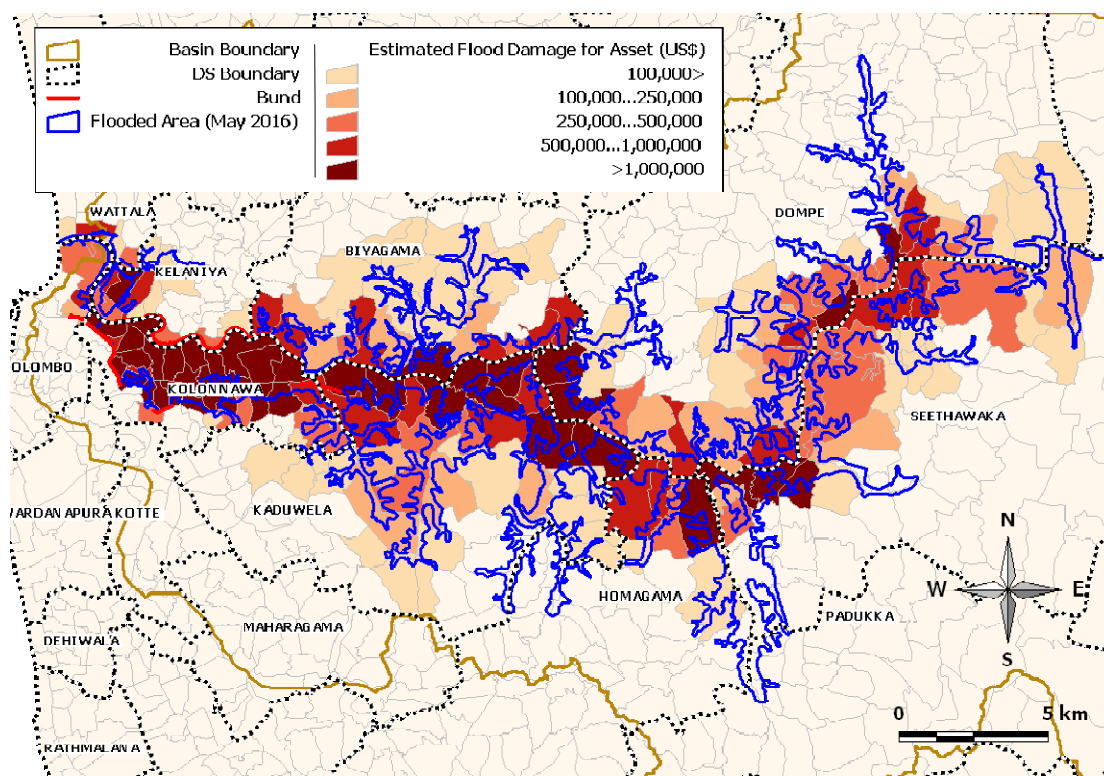 Basin Boundary
DS Boundary
Bund
Flooded Area (May 2016)
Estimated Flood Damage for Asset (US$)
100,000>
100,000...250,000
250,000...500,000
500,000...1,000,000
>1,000,000
WATTALA
DOMPE
BIYAGAMA
KELANIYA
OLOMBO
KOLONNAWA
SEETHAWAKA
KADUWELA
VARDANAPURA KOTTE
HOMAGAMA
PADUKKA
MAHARAGAMA
DEHIWALA
RATHMALANA
N
W E
S
0 5 km